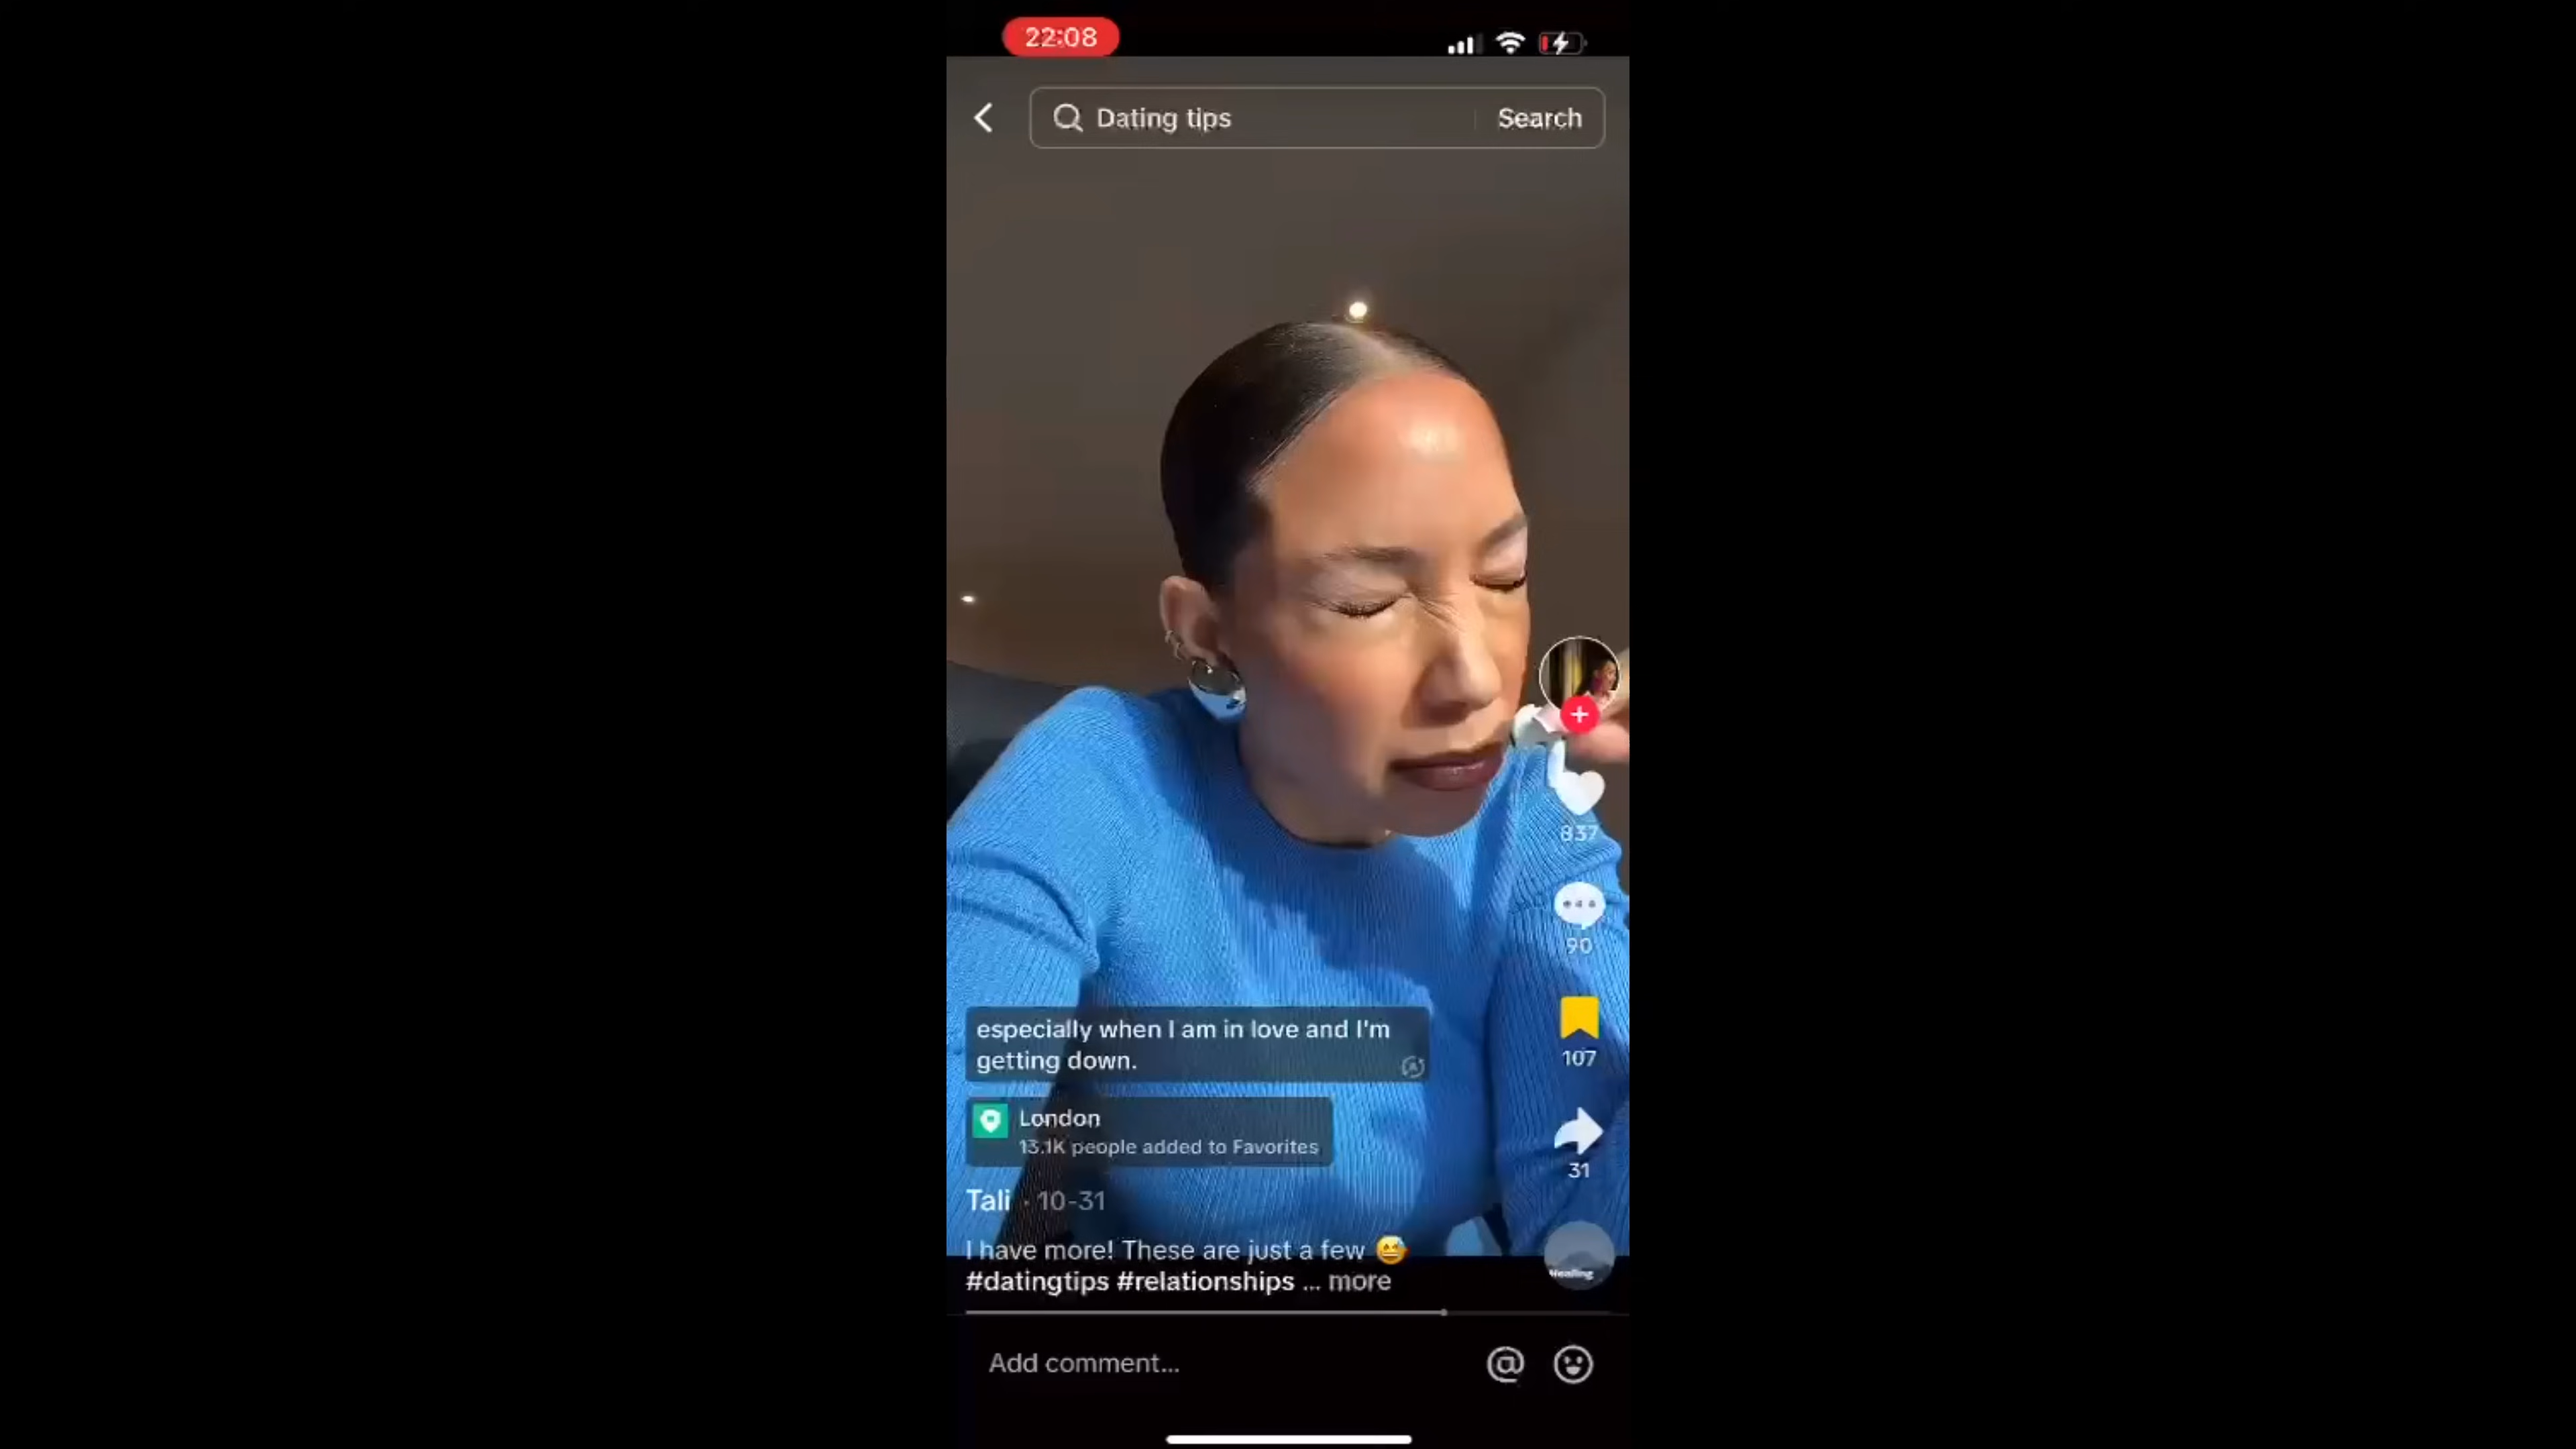 22:08
Dating tips
Search
837
90
especially when I am in love and I'm
getting down.
107
London
13.1K people added to Favorites
31
Tali · 10-31
I have more! These are just a few 😅
#datingtips #relationships ... more
Healing
Add comment...